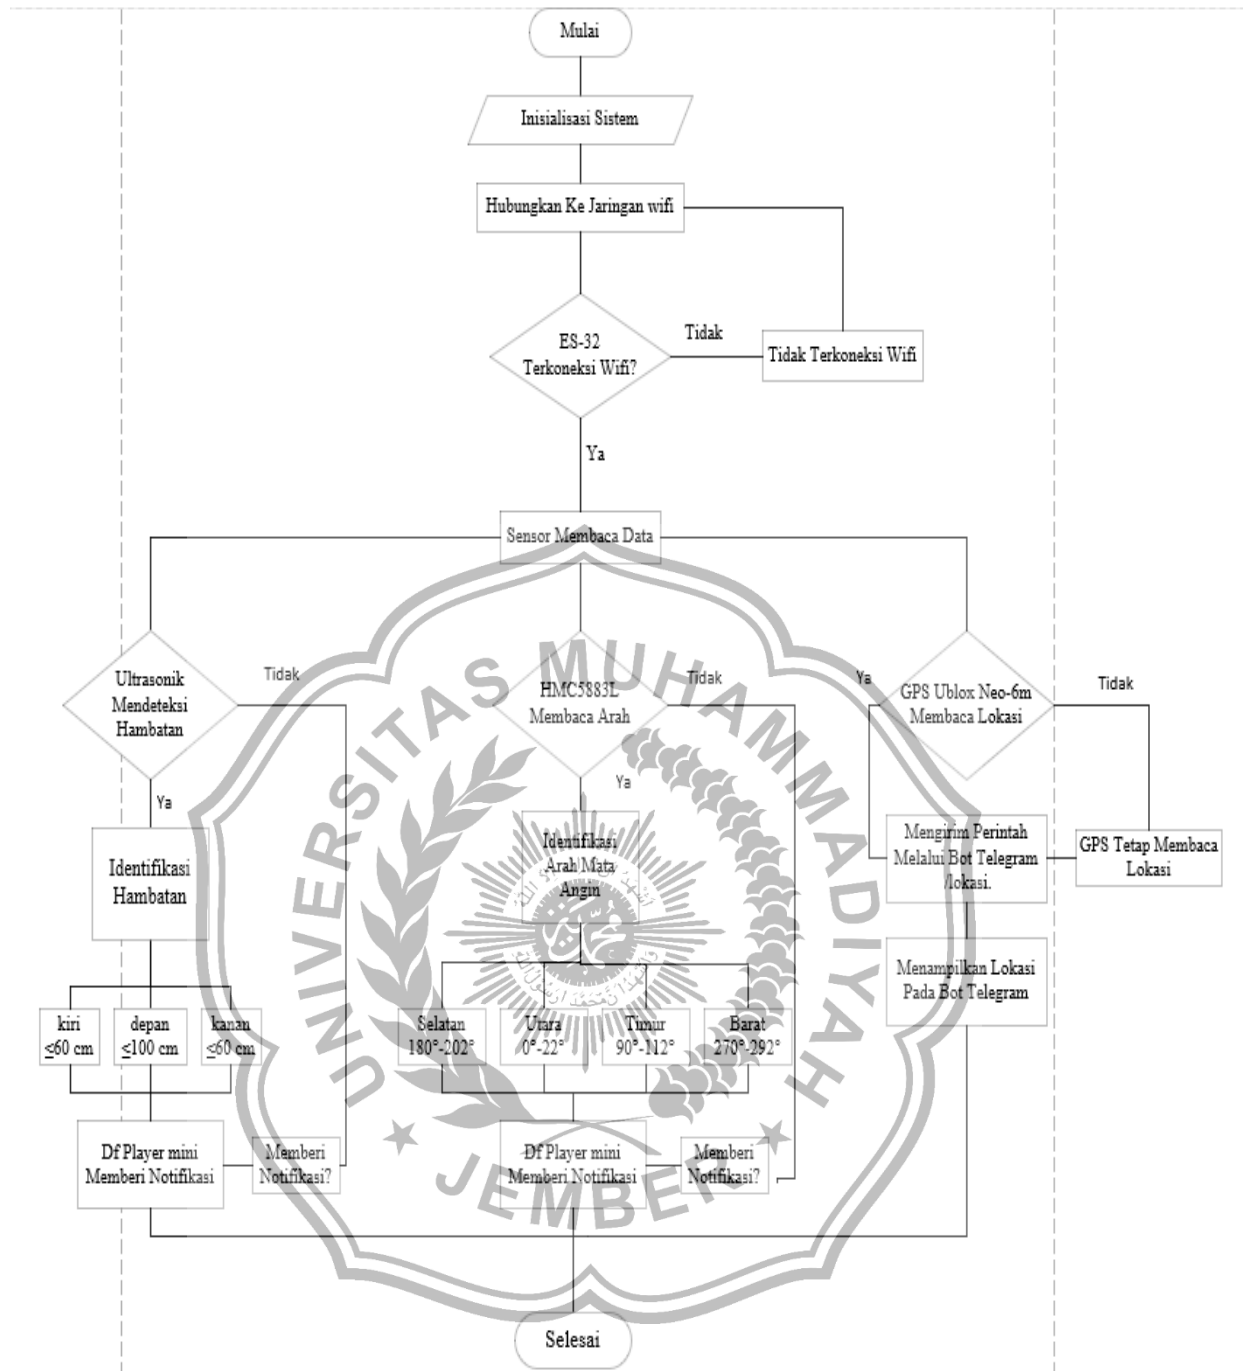 Mulai
Inisialisasi Sistem
Hubungkan Ke Jaringan wifi
ES-32
Terkoneksi Wifi?
Tidak
Tidak Terkoneksi Wifi
Ya
Sensor Membaca Data
Ultrasonik
Mendeteksi
Hambatan
Tidak
HMC5883L
Membaca Arah
Tidak
Ya
GPS Ublox Neo-6m
Membaca Lokasi
Tidak
Ya
Ya
Identifikasi
Hambatan
Identifikasi
Arah Mata
Angin
Mengirim Perintah
Melalui Bot Telegram
/lokasi.
GPS Tetap Membaca
Lokasi
Menampilkan Lokasi
Pada Bot Telegram
kiri
≤60 cm
depan
≤100 cm
kanan
≤60 cm
Selatan
180°-202°
Utara
0°-22°
Timur
90°-112°
Barat
270°-292°
Df Player mini
Memberi Notifikasi
Memberi
Notifikasi?
Df Player mini
Memberi Notifikasi
Memberi
Notifikasi?
Selesai
UNIVERSITAS MUHAMMADIYAH
JEMBER